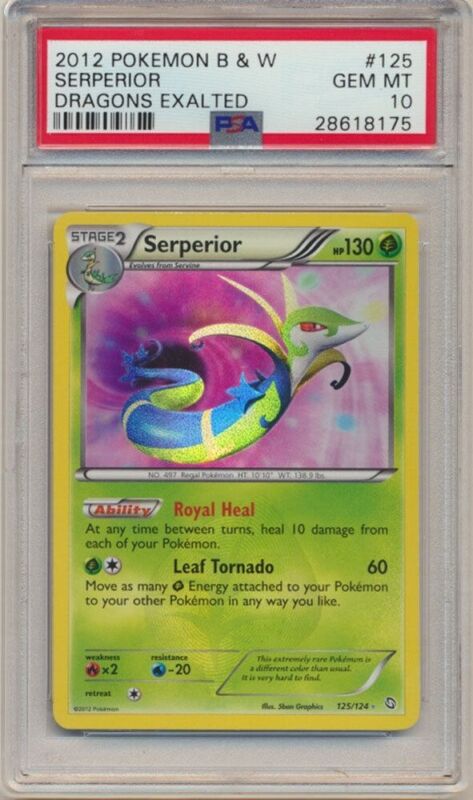 2012 POKEMON B & W #125
SERPERIOR GEM MT
DRAGONS EXALTED 10
PSA 28618175
STAGE2 Serperior HP130
Evolves from Servine
NO. 497 Regal Pokémon HT. 10'10" WT. 138.9 lbs.
Ability Royal Heal
At any time between turns, heal 10 damage from
each of your Pokémon.
Leaf Tornado 60
Move as many Energy attached to your Pokémon
to your other Pokémon in any way you like.
weakness resistance
×2 -20
retreat
This extremely rare Pokémon is
a different color than usual.
It is very hard to find.
©2012 Pokémon Illus. 5ban Graphics 125/124